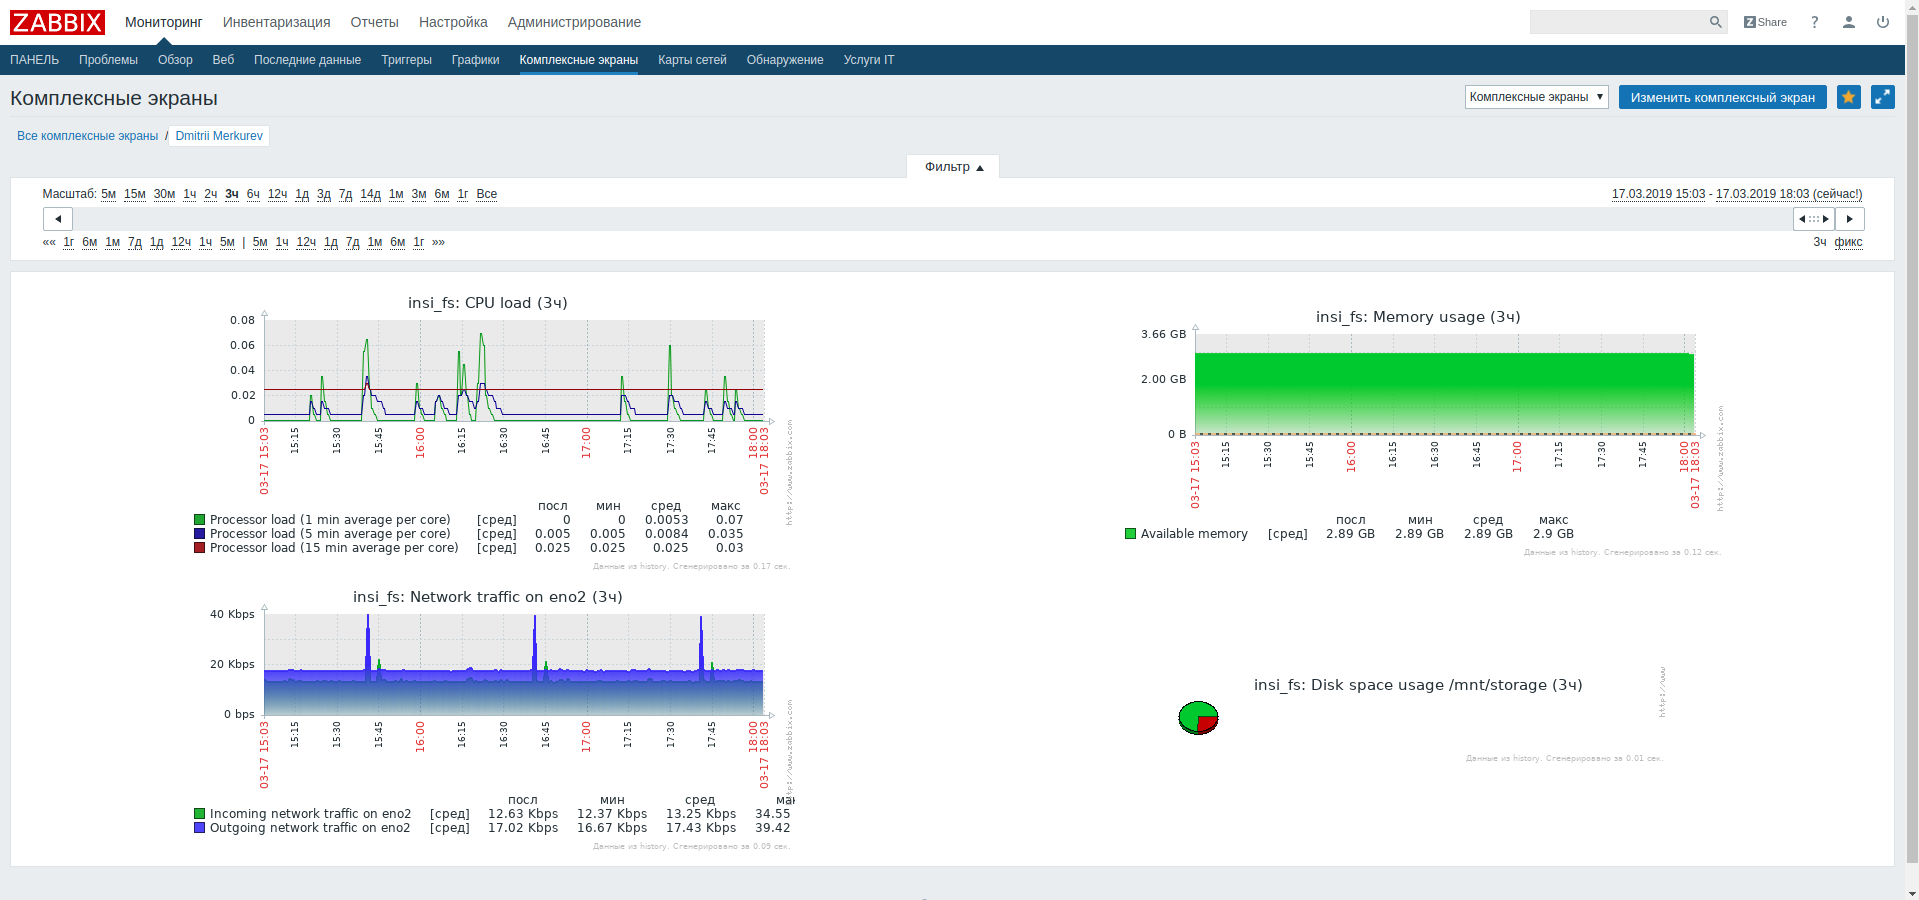 ZABBIX Мониторинг Инвентаризация Отчеты Настройка Администрирование Z Share ?
ПАНЕЛЬ Проблемы Обзор Веб Последние данные Триггеры Графики Комплексные экраны Карты сетей Обнаружение Услуги IT
Комплексные экраны Комплексные экраны ▼ Изменить комплексный экран
Все комплексные экраны / Dmitrii Merkurev
Фильтр ▲
Масштаб: 5м 15м 30м 1ч 2ч 3ч 6ч 12ч 1д 3д 7д 14д 1м 3м 6м 1г Все 17.03.2019 15:03 - 17.03.2019 18:03 (сейчас!)
«« 1г 6м 1м 7д 1д 12ч 1ч 5м | 5м 1ч 12ч 1д 7д 1м 6м 1г »» 3ч фикс
insi_fs: CPU load (3ч)
0.08
0.06
0.04
0.02
0
03-17 15:03 15:15 15:30 15:45 16:00 16:15 16:30 16:45 17:00 17:15 17:30 17:45 18:00 03-17 18:03
http://www.zabbix.com
посл мин сред макс
Processor load (1 min average per core) [сред] 0 0 0.0053 0.07
Processor load (5 min average per core) [сред] 0.005 0.005 0.0084 0.035
Processor load (15 min average per core) [сред] 0.025 0.025 0.025 0.03
Данные из history. Сгенерировано за 0.17 сек.
insi_fs: Memory usage (3ч)
3.66 GB
2.00 GB
0 B
03-17 15:03 15:15 15:30 15:45 16:00 16:15 16:30 16:45 17:00 17:15 17:30 17:45 18:00 03-17 18:03
http://www.zabbix.com
посл мин сред макс
Available memory [сред] 2.89 GB 2.89 GB 2.89 GB 2.9 GB
Данные из history. Сгенерировано за 0.12 сек.
insi_fs: Network traffic on eno2 (3ч)
40 Kbps
20 Kbps
0 bps
03-17 15:03 15:15 15:30 15:45 16:00 16:15 16:30 16:45 17:00 17:15 17:30 17:45 18:00 03-17 18:03
http://www.zabbix.com
посл мин сред мак
Incoming network traffic on eno2 [сред] 12.63 Kbps 12.37 Kbps 13.25 Kbps 34.55
Outgoing network traffic on eno2 [сред] 17.02 Kbps 16.67 Kbps 17.43 Kbps 39.42
Данные из history. Сгенерировано за 0.09 сек.
insi_fs: Disk space usage /mnt/storage (3ч)
http://www
Данные из history. Сгенерировано за 0.01 сек.